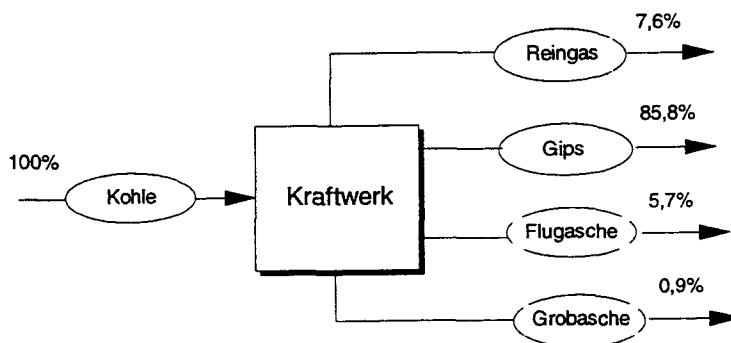 7,6%
Reingas
85,8%
Gips
100%
Kohle
Kraftwerk
5,7%
Flugasche
0,9%
Grobasche